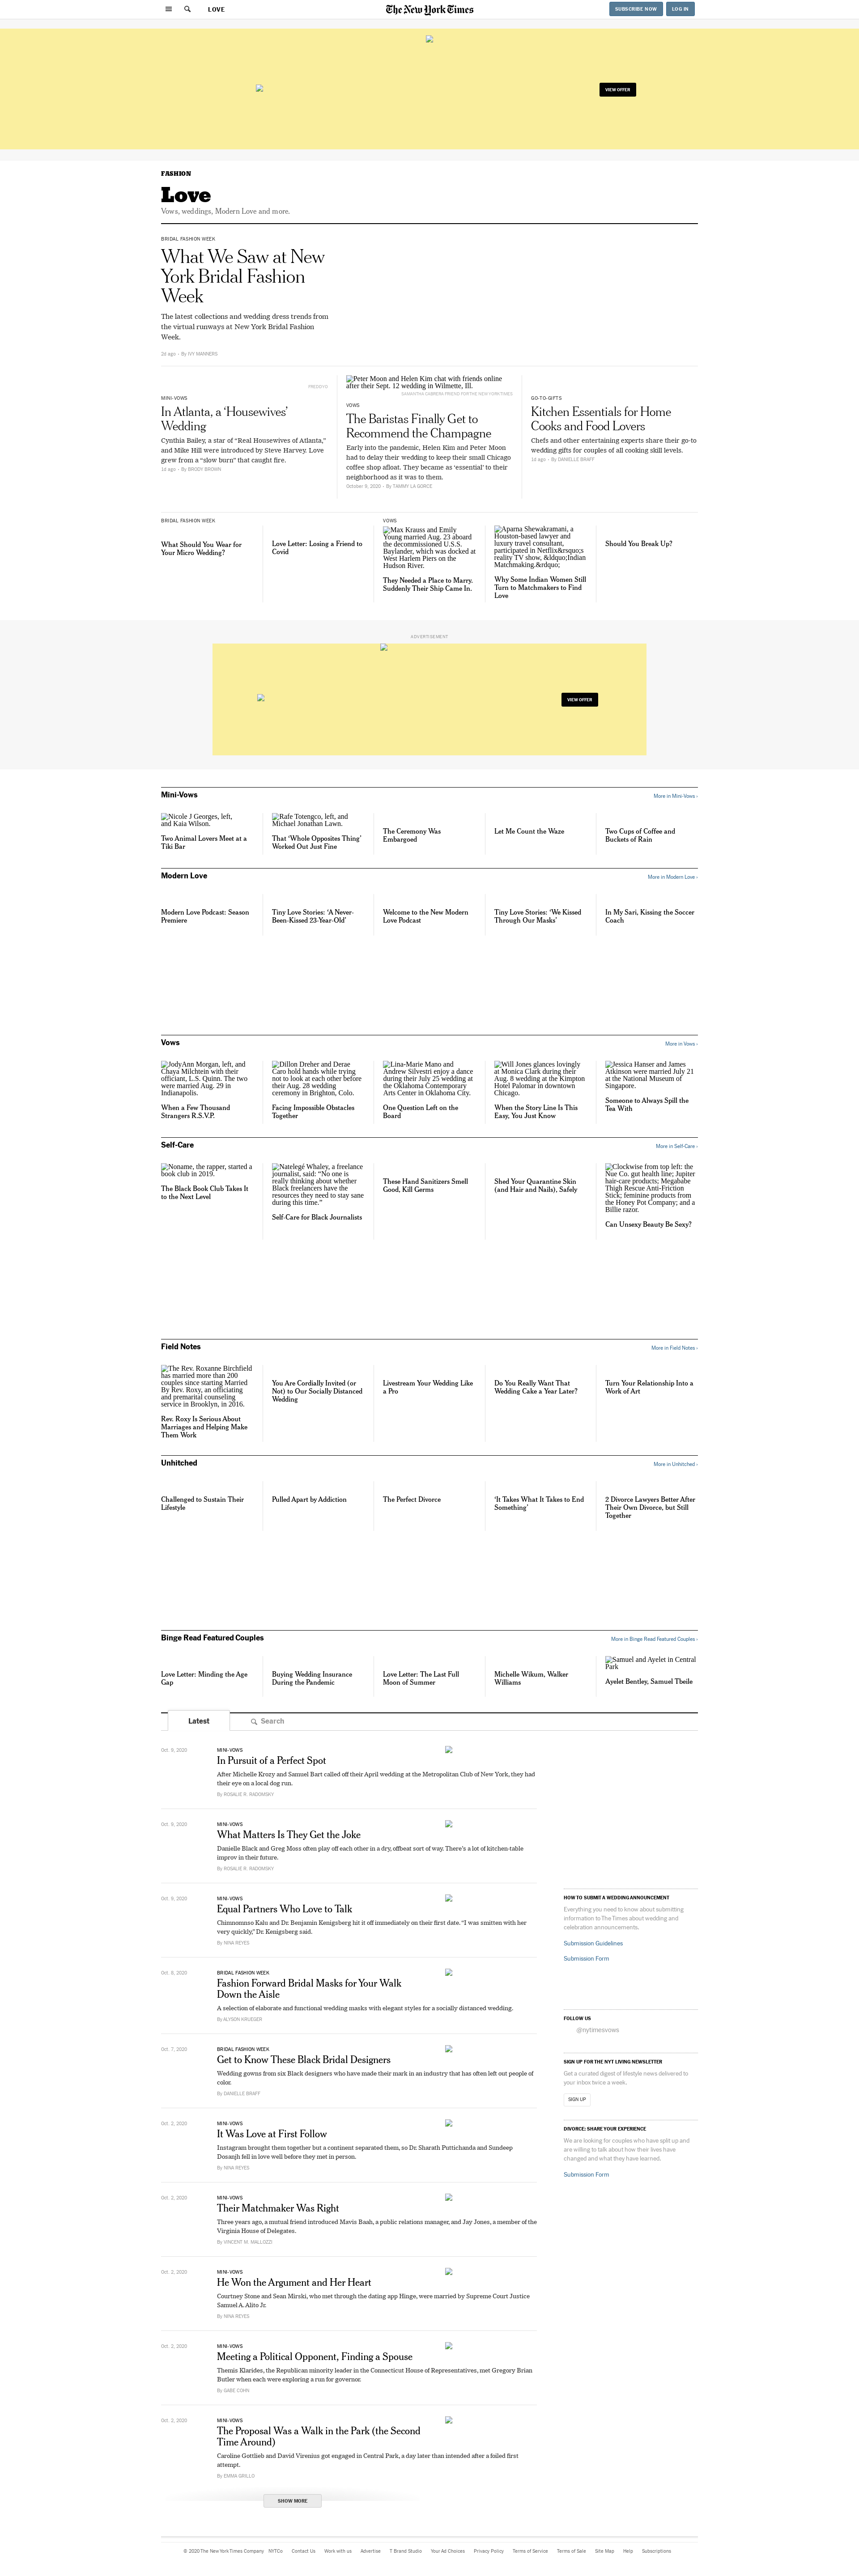 LOVE
The New York Times
SUBSCRIBE NOW
LOG IN
VIEW OFFER
FASHION
Love
Vows, weddings, Modern Love and more.
BRIDAL FASHION WEEK
What We Saw at New
York Bridal Fashion
Week
The latest collections and wedding dress trends from
the virtual runways at New York Bridal Fashion
Week.
2d ago • By IVY MANNERS
PREDISYO
MINI-VOWS
In Atlanta, a ‘Housewives’
Wedding
Cynthia Bailey, a star of “Real Housewives of Atlanta,”
and Mike Hill were introduced by Steve Harvey. Love
grew from a “slow burn” that caught fire.
1d ago • By BRODY BROWN
Peter Moon and Helen Kim chat with friends online
after their Sept. 12 wedding in Wilmette, Ill.
VOWS
The Baristas Finally Get to
Recommend the Champagne
Early into the pandemic, Helen Kim and Peter Moon
had to delay their wedding to keep their small Chicago
coffee shop afloat. They became ‘essential’ to their
neighborhood as it was to them.
October 9, 2020 • By TAMMY LA GORCE
GO-TO-GIFTS
Kitchen Essentials for Home
Cooks and Food Lovers
Chefs and other entertaining experts share their go-to
wedding gifts for couples of all cooking skill levels.
1d ago • By DANIELLE BRAFF
BRIDAL FASHION WEEK
What Should You Wear for
Your Micro Wedding?
Love Letter: Losing a Friend to
Covid
VOWS
Max Krauss and Emily
Young married Aug. 23 aboard
the decommissioned U.S.S.
Baylander, which was docked at
West Harlem Piers on the
Hudson River.
They Needed a Place to Marry.
Suddenly Their Ship Came In.
Aparna Shewakramani, a
Houston-based lawyer and
luxury travel consultant,
participated in Netflix&rsquo;s
reality TV show, &ldquo;Indian
Matchmaking.&rdquo;
Why Some Indian Women Still
Turn to Matchmakers to Find
Love
Should You Break Up?
ADVERTISEMENT
VIEW OFFER
Mini-Vows
More in Mini-Vows ›
Nicole J Georges, left,
and Kaia Wilson.
Two Animal Lovers Meet at a
Tiki Bar
Rafe Totengco, left, and
Michael Jonathan Lawn.
That ‘Whole Opposites Thing’
Worked Out Just Fine
The Ceremony Was
Embargoed
Let Me Count the Waze
Two Cups of Coffee and
Buckets of Rain
Modern Love
More in Modern Love ›
Modern Love Podcast: Season
Premiere
Tiny Love Stories: ‘A Never-
Been-Kissed 23-Year-Old’
Welcome to the New Modern
Love Podcast
Tiny Love Stories: ‘We Kissed
Through Our Masks’
In My Sari, Kissing the Soccer
Coach
Vows
More in Vows ›
JodyAnn Morgan, left, and
Chaya Milchtein with their
officiant, L.S. Quinn. The two
were married Aug. 29 in
Indianapolis.
When a Few Thousand
Strangers R.S.V.P.
Dillon Dreher and Derae
Caro hold hands while trying
not to look at each other before
their Aug. 28 wedding
ceremony in Brighton, Colo.
Facing Impossible Obstacles
Together
Lina-Marie Mano and
Andrew Silvestri enjoy a dance
during their July 25 wedding at
the Oklahoma Contemporary
Arts Center in Oklahoma City.
One Question Left on the
Board
Will Jones glances lovingly
at Monica Clark during their
Aug. 8 wedding at the Kimpton
Hotel Palomar in downtown
Chicago.
When the Story Line Is This
Easy, You Just Know
Jessica Hanser and James
Atkinson were married July 21
at the National Museum of
Singapore.
Someone to Always Spill the
Tea With
Self-Care
More in Self-Care ›
Noname, the rapper, started a
book club in 2019.
The Black Book Club Takes It
to the Next Level
Natelegé Whaley, a freelance
journalist, said: “No one is
really thinking about whether
Black freelancers have the
resources they need to stay sane
during this time.”
Self-Care for Black Journalists
These Hand Sanitizers Smell
Good, Kill Germs
Shed Your Quarantine Skin
(and Hair and Nails), Safely
Clockwise from top left: the
Nue Co. gut health line; Jupiter
hair-care products; Megababe
Thigh Rescue Anti-Friction
Stick; feminine products from
the Honey Pot Company; and a
Billie razor.
Can Unsexy Beauty Be Sexy?
Field Notes
More in Field Notes ›
The Rev. Roxanne Birchfield
has married more than 200
couples since starting Married
By Rev. Roxy, an officiating
and premarital counseling
service in Brooklyn, in 2016.
Rev. Roxy Is Serious About
Marriages and Helping Make
Them Work
You Are Cordially Invited (or
Not) to Our Socially Distanced
Wedding
Livestream Your Wedding Like
a Pro
Do You Really Want That
Wedding Cake a Year Later?
Turn Your Relationship Into a
Work of Art
Unhitched
More in Unhitched ›
Challenged to Sustain Their
Lifestyle
Pulled Apart by Addiction
The Perfect Divorce
‘It Takes What It Takes to End
Something’
2 Divorce Lawyers Better After
Their Own Divorce, but Still
Together
Binge Read Featured Couples
More in Binge Read Featured Couples ›
Love Letter: Minding the Age
Gap
Buying Wedding Insurance
During the Pandemic
Love Letter: The Last Full
Moon of Summer
Michelle Wikum, Walker
Williams
Samuel and Ayelet in Central
Park
Ayelet Bentley, Samuel Tbeile
Latest
Search
Oct. 9, 2020
MINI-VOWS
In Pursuit of a Perfect Spot
After Michelle Krozy and Samuel Bart called off their April wedding at the Metropolitan Club of New York, they had
their eye on a local dog run.
By ROSALIE R. RADOMSKY
Oct. 9, 2020
MINI-VOWS
What Matters Is They Get the Joke
Danielle Black and Greg Moss often play off each other in a dry, offbeat sort of way. There’s a lot of kitchen-table
improv in their future.
By ROSALIE R. RADOMSKY
Oct. 9, 2020
MINI-VOWS
Equal Partners Who Love to Talk
Chimnomnso Kalu and Dr. Benjamin Kenigsberg hit it off immediately on their first date. “I was smitten with her
very quickly,” Dr. Kenigsberg said.
By NINA REYES
Oct. 8, 2020
BRIDAL FASHION WEEK
Fashion Forward Bridal Masks for Your Walk
Down the Aisle
A selection of elaborate and functional wedding masks with elegant styles for a socially distanced wedding.
By ALYSON KRUEGER
Oct. 7, 2020
BRIDAL FASHION WEEK
Get to Know These Black Bridal Designers
Wedding gowns from six Black designers who have made their mark in an industry that has often left out people of
color.
By DANIELLE BRAFF
Oct. 2, 2020
MINI-VOWS
It Was Love at First Follow
Instagram brought them together but a continent separated them, so Dr. Sharath Puttichanda and Sundeep
Dosanjh fell in love well before they met in person.
By NINA REYES
Oct. 2, 2020
MINI-VOWS
Their Matchmaker Was Right
Three years ago, a mutual friend introduced Mavis Baah, a public relations manager, and Jay Jones, a member of the
Virginia House of Delegates.
By VINCENT M. MALLOZZI
Oct. 2, 2020
MINI-VOWS
He Won the Argument and Her Heart
Courtney Stone and Sean Mirski, who met through the dating app Hinge, were married by Supreme Court Justice
Samuel A. Alito Jr.
By NINA REYES
Oct. 2, 2020
MINI-VOWS
Meeting a Political Opponent, Finding a Spouse
Themis Klarides, the Republican minority leader in the Connecticut House of Representatives, met Gregory Brian
Butler when each were exploring a run for governor.
By GABE COHN
Oct. 2, 2020
MINI-VOWS
The Proposal Was a Walk in the Park (the Second
Time Around)
Caroline Gottlieb and David Virenius got engaged in Central Park, a day later than intended after a foiled first
attempt.
By EMMA GRILLO
SHOW MORE
HOW TO SUBMIT A WEDDING ANNOUNCEMENT
Everything you need to know about submitting
information to The Times about wedding and
celebration announcements.
Submission Guidelines
Submission Form
FOLLOW US
@nytimesvows
SIGN UP FOR THE NYT LIVING NEWSLETTER
Get a curated digest of lifestyle news delivered to
your inbox twice a week.
SIGN UP
DIVORCE: SHARE YOUR EXPERIENCE
We are looking for couples who have split up and
are willing to talk about how their lives have
changed and what they have learned.
Submission Form
© 2020 The New York Times Company
NYTCo
Contact Us
Work with us
Advertise
T Brand Studio
Your Ad Choices
Privacy Policy
Terms of Service
Terms of Sale
Site Map
Help
Subscriptions